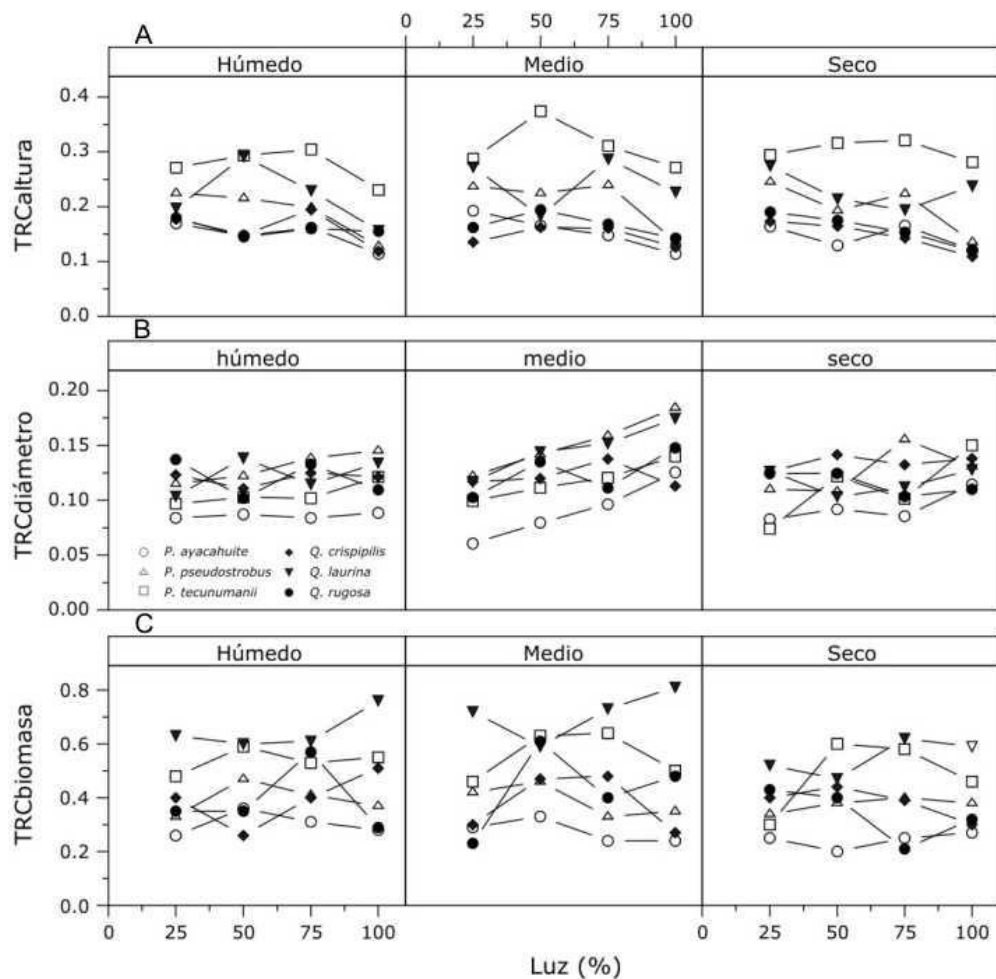 A
0 25 50 75 100
Húmedo Medio Seco
TRCaltura
0.4
0.3
0.2
0.1
0.0
B
húmedo medio seco
TRCdiámetro
0.20
0.15
0.10
0.05
0.00
P. ayacahuite Q. crispipilis
P. pseudostrobus Q. laurina
P. tecunumanii Q. rugosa
C
Húmedo Medio Seco
TRCbiomasa
0.8
0.6
0.4
0.2
0.0
0 25 50 75 100 0 25 50 75 100
Luz (%)